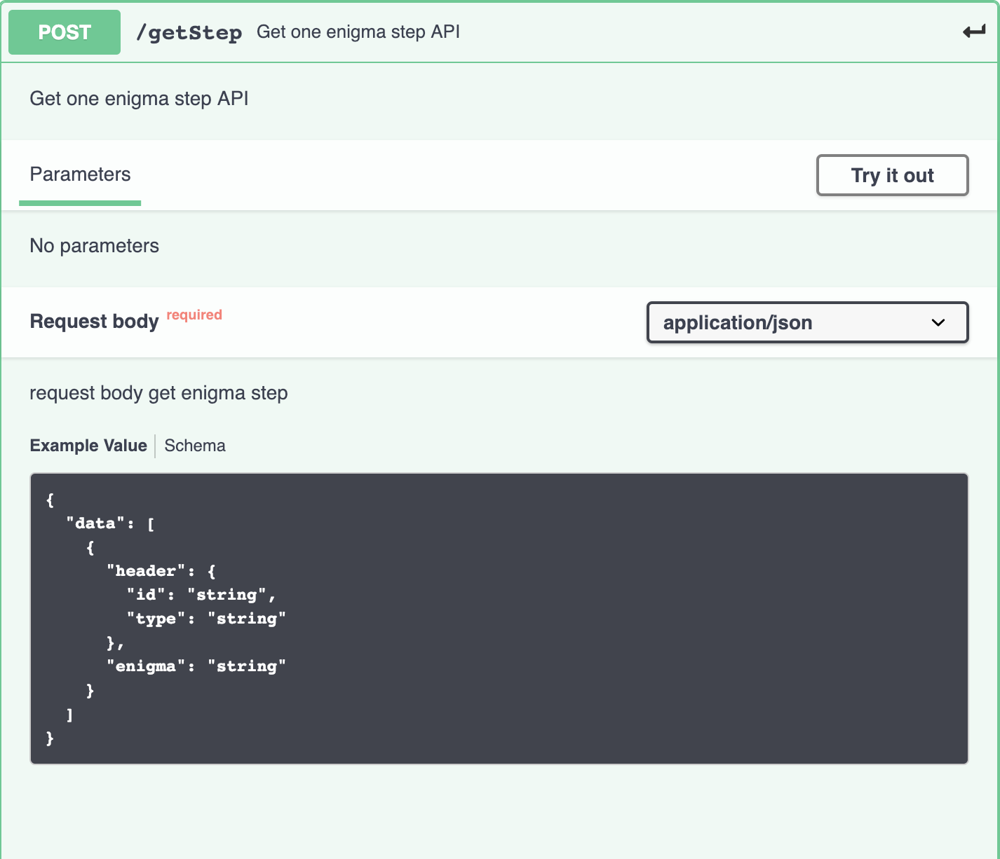 POST /getStep Get one enigma step API
Get one enigma step API
Parameters Try it out
No parameters
Request body required application/json
request body get enigma step
Example Value Schema
{
  "data": [
    {
      "header": {
        "id": "string",
        "type": "string"
      },
      "enigma": "string"
    }
  ]
}